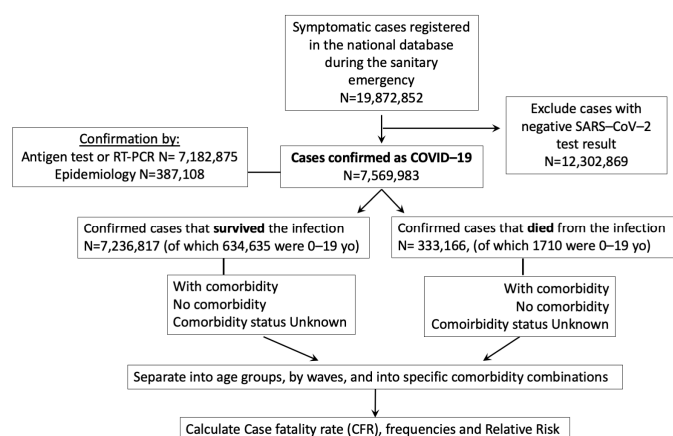 Symptomatic cases registered
in the national database
during the sanitary
emergency
N=19,872,852
Exclude cases with
negative SARS–CoV–2
test result
N=12,302,869
Confirmation by:
Antigen test or RT-PCR N= 7,182,875
Epidemiology N=387,108
Cases confirmed as COVID–19
N=7,569,983
Confirmed cases that survived the infection
N=7,236,817 (of which 634,635 were 0–19 yo)
Confirmed cases that died from the infection
N= 333,166, (of which 1710 were 0–19 yo)
With comorbidity
No comorbidity
Comorbidity status Unknown
With comorbidity
No comorbidity
Comoirbidity status Unknown
Separate into age groups, by waves, and into specific comorbidity combinations
Calculate Case fatality rate (CFR), frequencies and Relative Risk